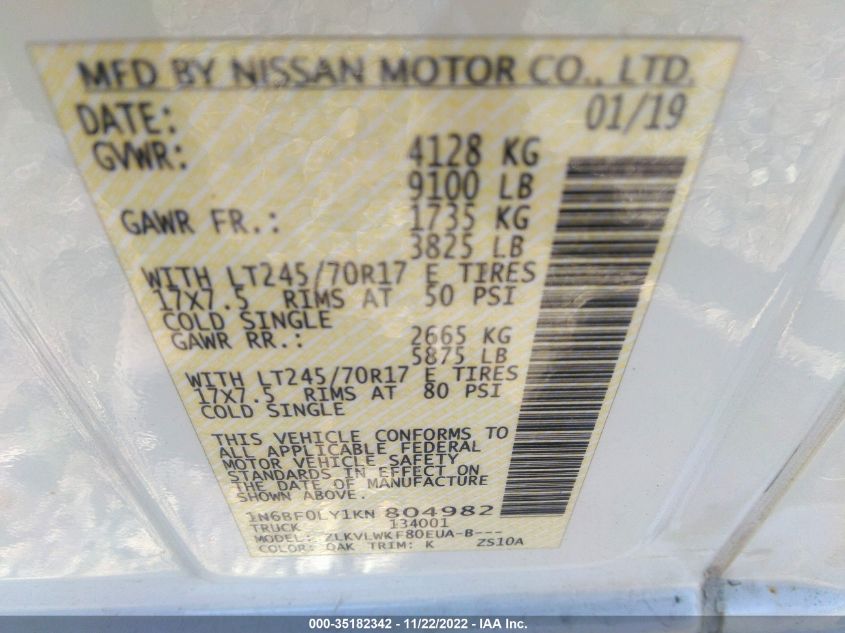 MFD BY NISSAN MOTOR CO., LTD.
DATE: 01/19
GVWR: 4128 KG
9100 LB
GAWR FR.: 1735 KG
3825 LB
WITH LT245/70R17 E TIRES
17X7.5 RIMS AT 50 PSI
COLD SINGLE
GAWR RR.: 2665 KG
5875 LB
WITH LT245/70R17 E TIRES
17X7.5 RIMS AT 80 PSI
COLD SINGLE
THIS VEHICLE CONFORMS TO
ALL APPLICABLE FEDERAL
MOTOR VEHICLE SAFETY
STANDARDS IN EFFECT ON
THE DATE OF MANUFACTURE
SHOWN ABOVE.
1N6BF0LY1KN 804982
TRUCK 134001
MODEL: ZLKVLWKF80EUA-B---
COLOR: QAK TRIM: K ZS10A
000-35182342 - 11/22/2022 - IAA Inc.